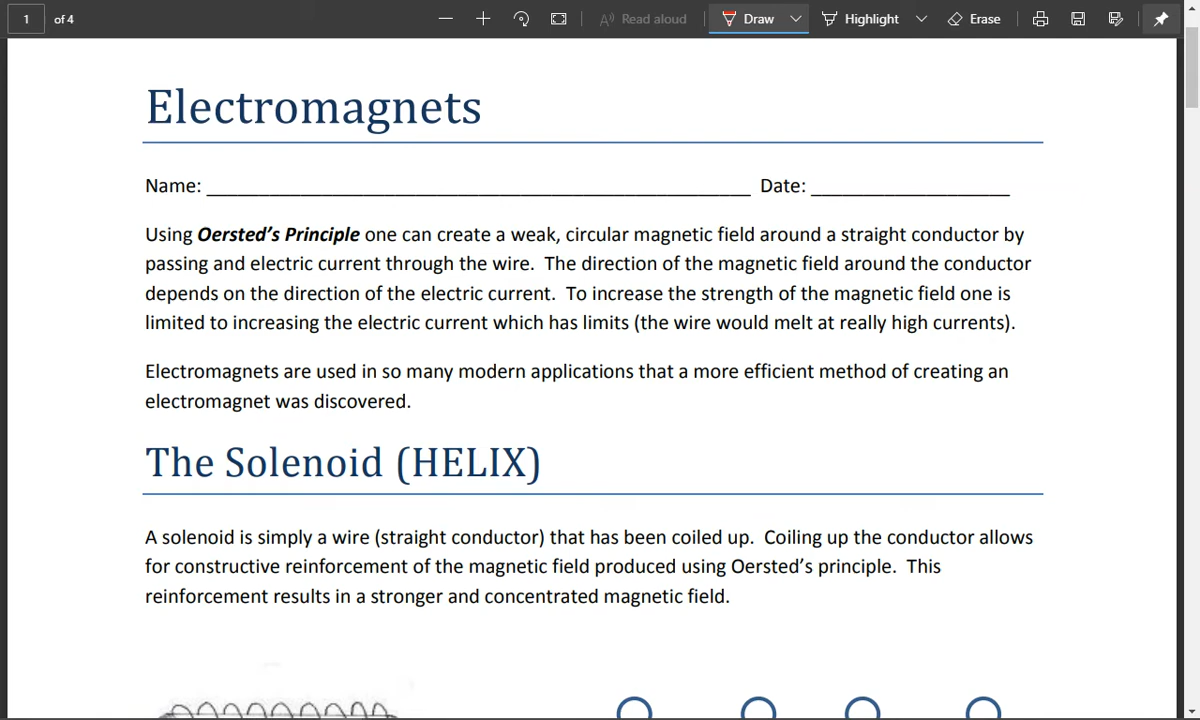 1 of 4 Read aloud Draw Highlight Erase
Electromagnets
Name: ____________________ Date: ____________________
Using Oersted’s Principle one can create a weak, circular magnetic field around a straight conductor by
passing and electric current through the wire.  The direction of the magnetic field around the conductor
depends on the direction of the electric current.  To increase the strength of the magnetic field one is
limited to increasing the electric current which has limits (the wire would melt at really high currents).
Electromagnets are used in so many modern applications that a more efficient method of creating an
electromagnet was discovered.
The Solenoid (HELIX)
A solenoid is simply a wire (straight conductor) that has been coiled up.  Coiling up the conductor allows
for constructive reinforcement of the magnetic field produced using Oersted’s principle.  This
reinforcement results in a stronger and concentrated magnetic field.